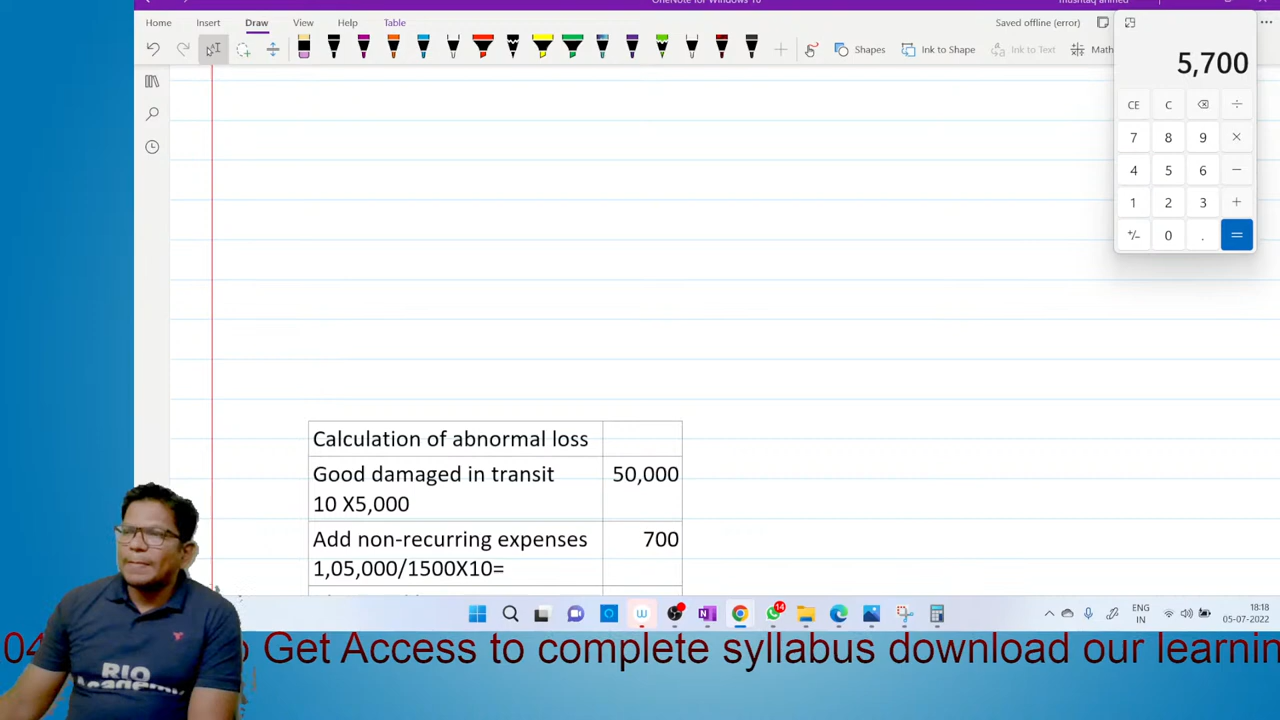 Home Insert Draw View Help Table Saved offline (error)
Shapes Ink to Shape Ink to Text Math
5,700
CE C ÷
7 8 9 ×
4 5 6 −
1 2 3 +
+/− 0 . =
Calculation of abnormal loss
Good damaged in transit 50,000
10 X5,000
Add non-recurring expenses 700
1,05,000/1500X10=
14
ENG
IN
18:18
05-07-2022
RIO
04 o Get Access to complete syllabus download our learnin